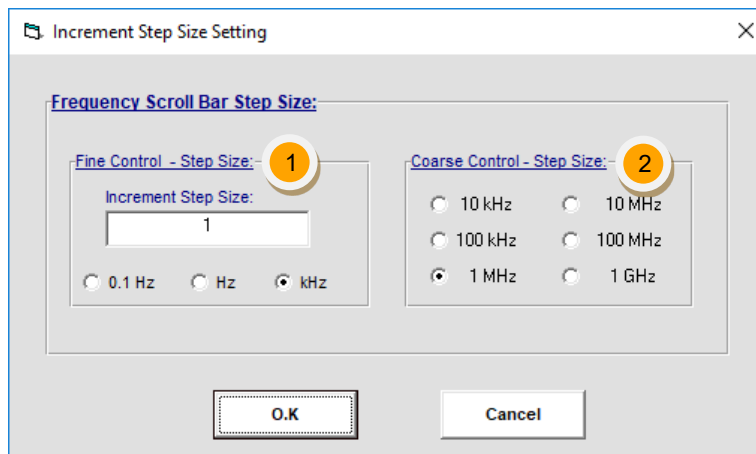 Increment Step Size Setting
Frequency Scroll Bar Step Size:
Fine Control - Step Size:
1
Increment Step Size:
1
0.1 Hz Hz kHz
Coarse Control - Step Size:
2
10 kHz 10 MHz
100 kHz 100 MHz
1 MHz 1 GHz
O.K Cancel